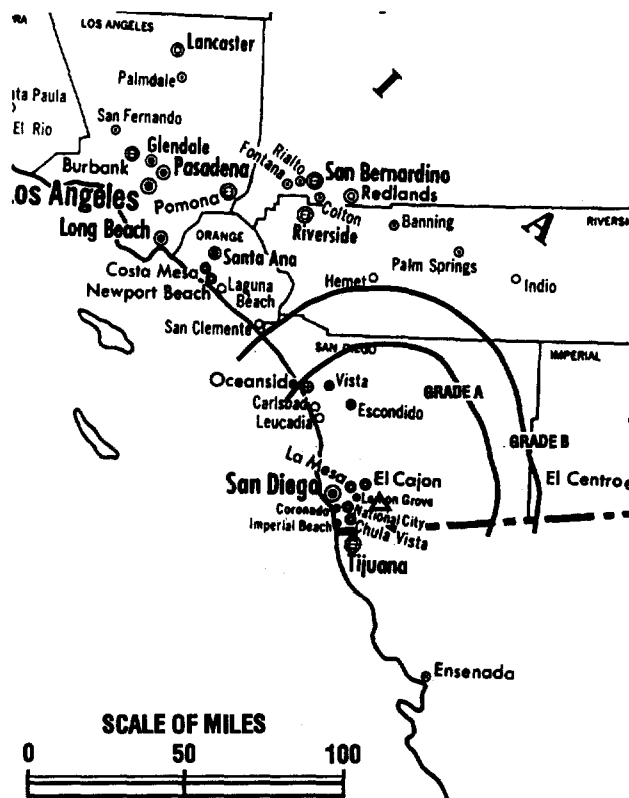 LOS ANGELES
Lancaster
Palmdale
ita Paula
San Fernando
El Rio
Glendale
Burbank
Pasadena
Fontana
Rialto
San Bernardino
os Angeles
Pomona
Redlands
Colton
Long Beach
ORANGE
Riverside
Banning
RIVERSI
I
A
Santa Ana
Palm Springs
Costa Mesa
Newport Beach
Laguna
Beach
Hemet
Indio
San Clemente
SAN DIEGO
IMPERIAL
Oceanside
Vista
Carlsbad
Leucadia
Escondido
GRADE A
GRADE B
La Mesa
El Cajon
El Centro
San Diego
Lemon Grove
Coronado
National City
Imperial Beach
Chula Vista
Tijuana
Ensenada
SCALE OF MILES
0 50 100